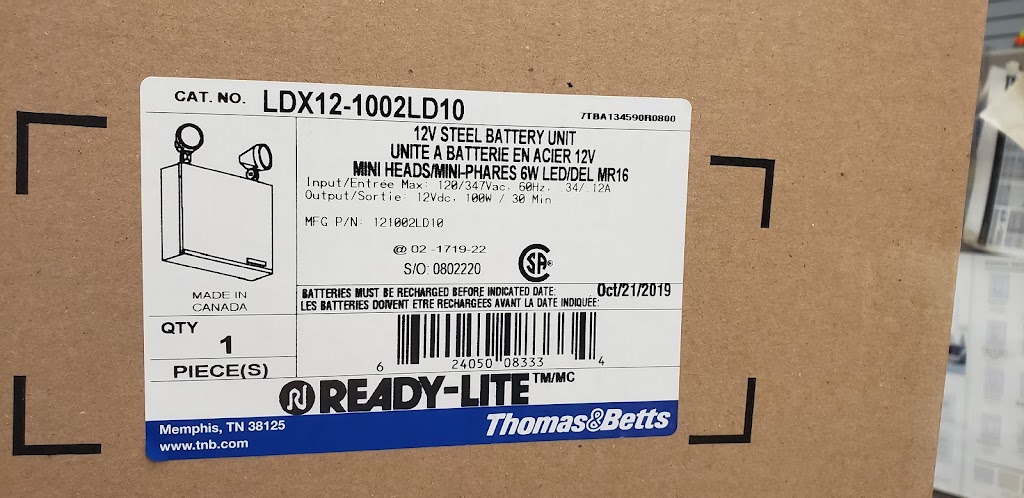 CAT. NO. LDX12-1002LD10
7TBA134590R0800
12V STEEL BATTERY UNIT
UNITE A BATTERIE EN ACIER 12V
MINI HEADS/MINI-PHARES 6W LED/DEL MR16
Input/Entrée Max: 120/347Vac, 60Hz, .34/.12A
Output/Sortie: 12Vdc, 100W / 30 Min
MFG P/N: 121002LD10
@ 02 -1719-22
S/O: 0802220
SA®
MADE IN
CANADA
BATTERIES MUST BE RECHARGED BEFORE INDICATED DATE: Oct/21/2019
LES BATTERIES DOIVENT ETRE RECHARGÉES AVANT LA DATE INDIQUÉE:
QTY
1
PIECE(S)
6 24050 08333 4
READY-LITE TM/MC
Memphis, TN 38125
www.tnb.com
Thomas&Betts